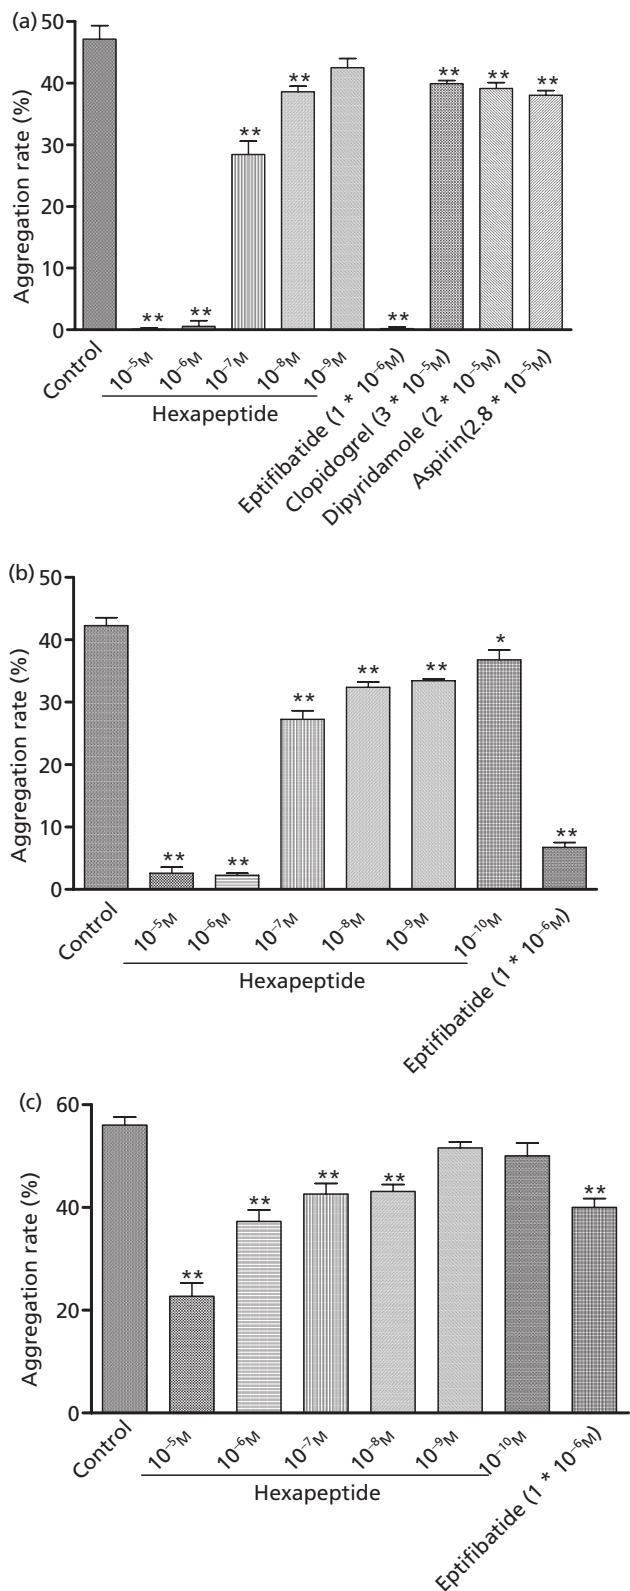 (a)
50
40
30
20
10
0
Aggregation rate (%)
** ** ** ** ** ** ** **
Control
10⁻⁵M
10⁻⁶M
10⁻⁷M
10⁻⁸M
10⁻⁹M
Eptifibatide (1 * 10⁻⁶M)
Clopidogrel (3 * 10⁻⁵M)
Dipyridamole (2 * 10⁻⁵M)
Aspirin(2.8 * 10⁻⁵M)
Hexapeptide
(b)
50
40
30
20
10
0
Aggregation rate (%)
** ** ** ** ** * **
Control
10⁻⁵M
10⁻⁶M
10⁻⁷M
10⁻⁸M
10⁻⁹M
10⁻¹⁰M
Eptifibatide (1 * 10⁻⁶M)
Hexapeptide
(c)
60
40
20
0
Aggregation rate (%)
** ** ** ** **
Control
10⁻⁵M
10⁻⁶M
10⁻⁷M
10⁻⁸M
10⁻⁹M
10⁻¹⁰M
Eptifibatide (1 * 10⁻⁶M)
Hexapeptide